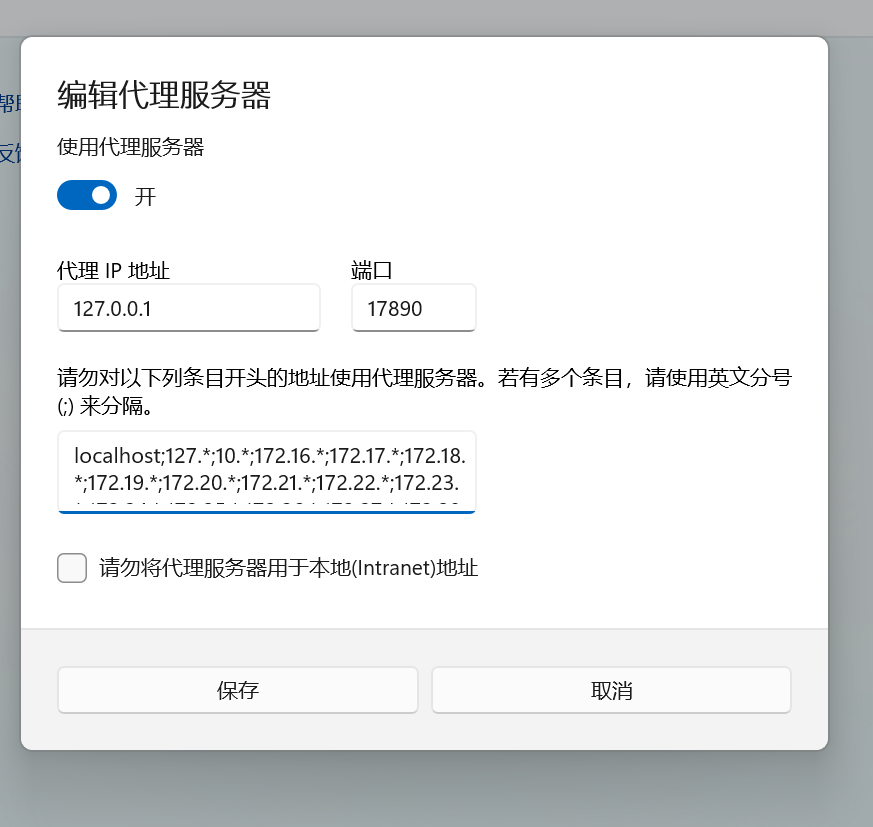 编辑代理服务器
使用代理服务器
开
代理 IP 地址
端口
127.0.0.1
17890
请勿对以下列条目开头的地址使用代理服务器。若有多个条目，请使用英文分号
(;) 来分隔。
localhost;127.*;10.*;172.16.*;172.17.*;172.18.
*;172.19.*;172.20.*;172.21.*;172.22.*;172.23.
请勿将代理服务器用于本地(Intranet)地址
保存
取消